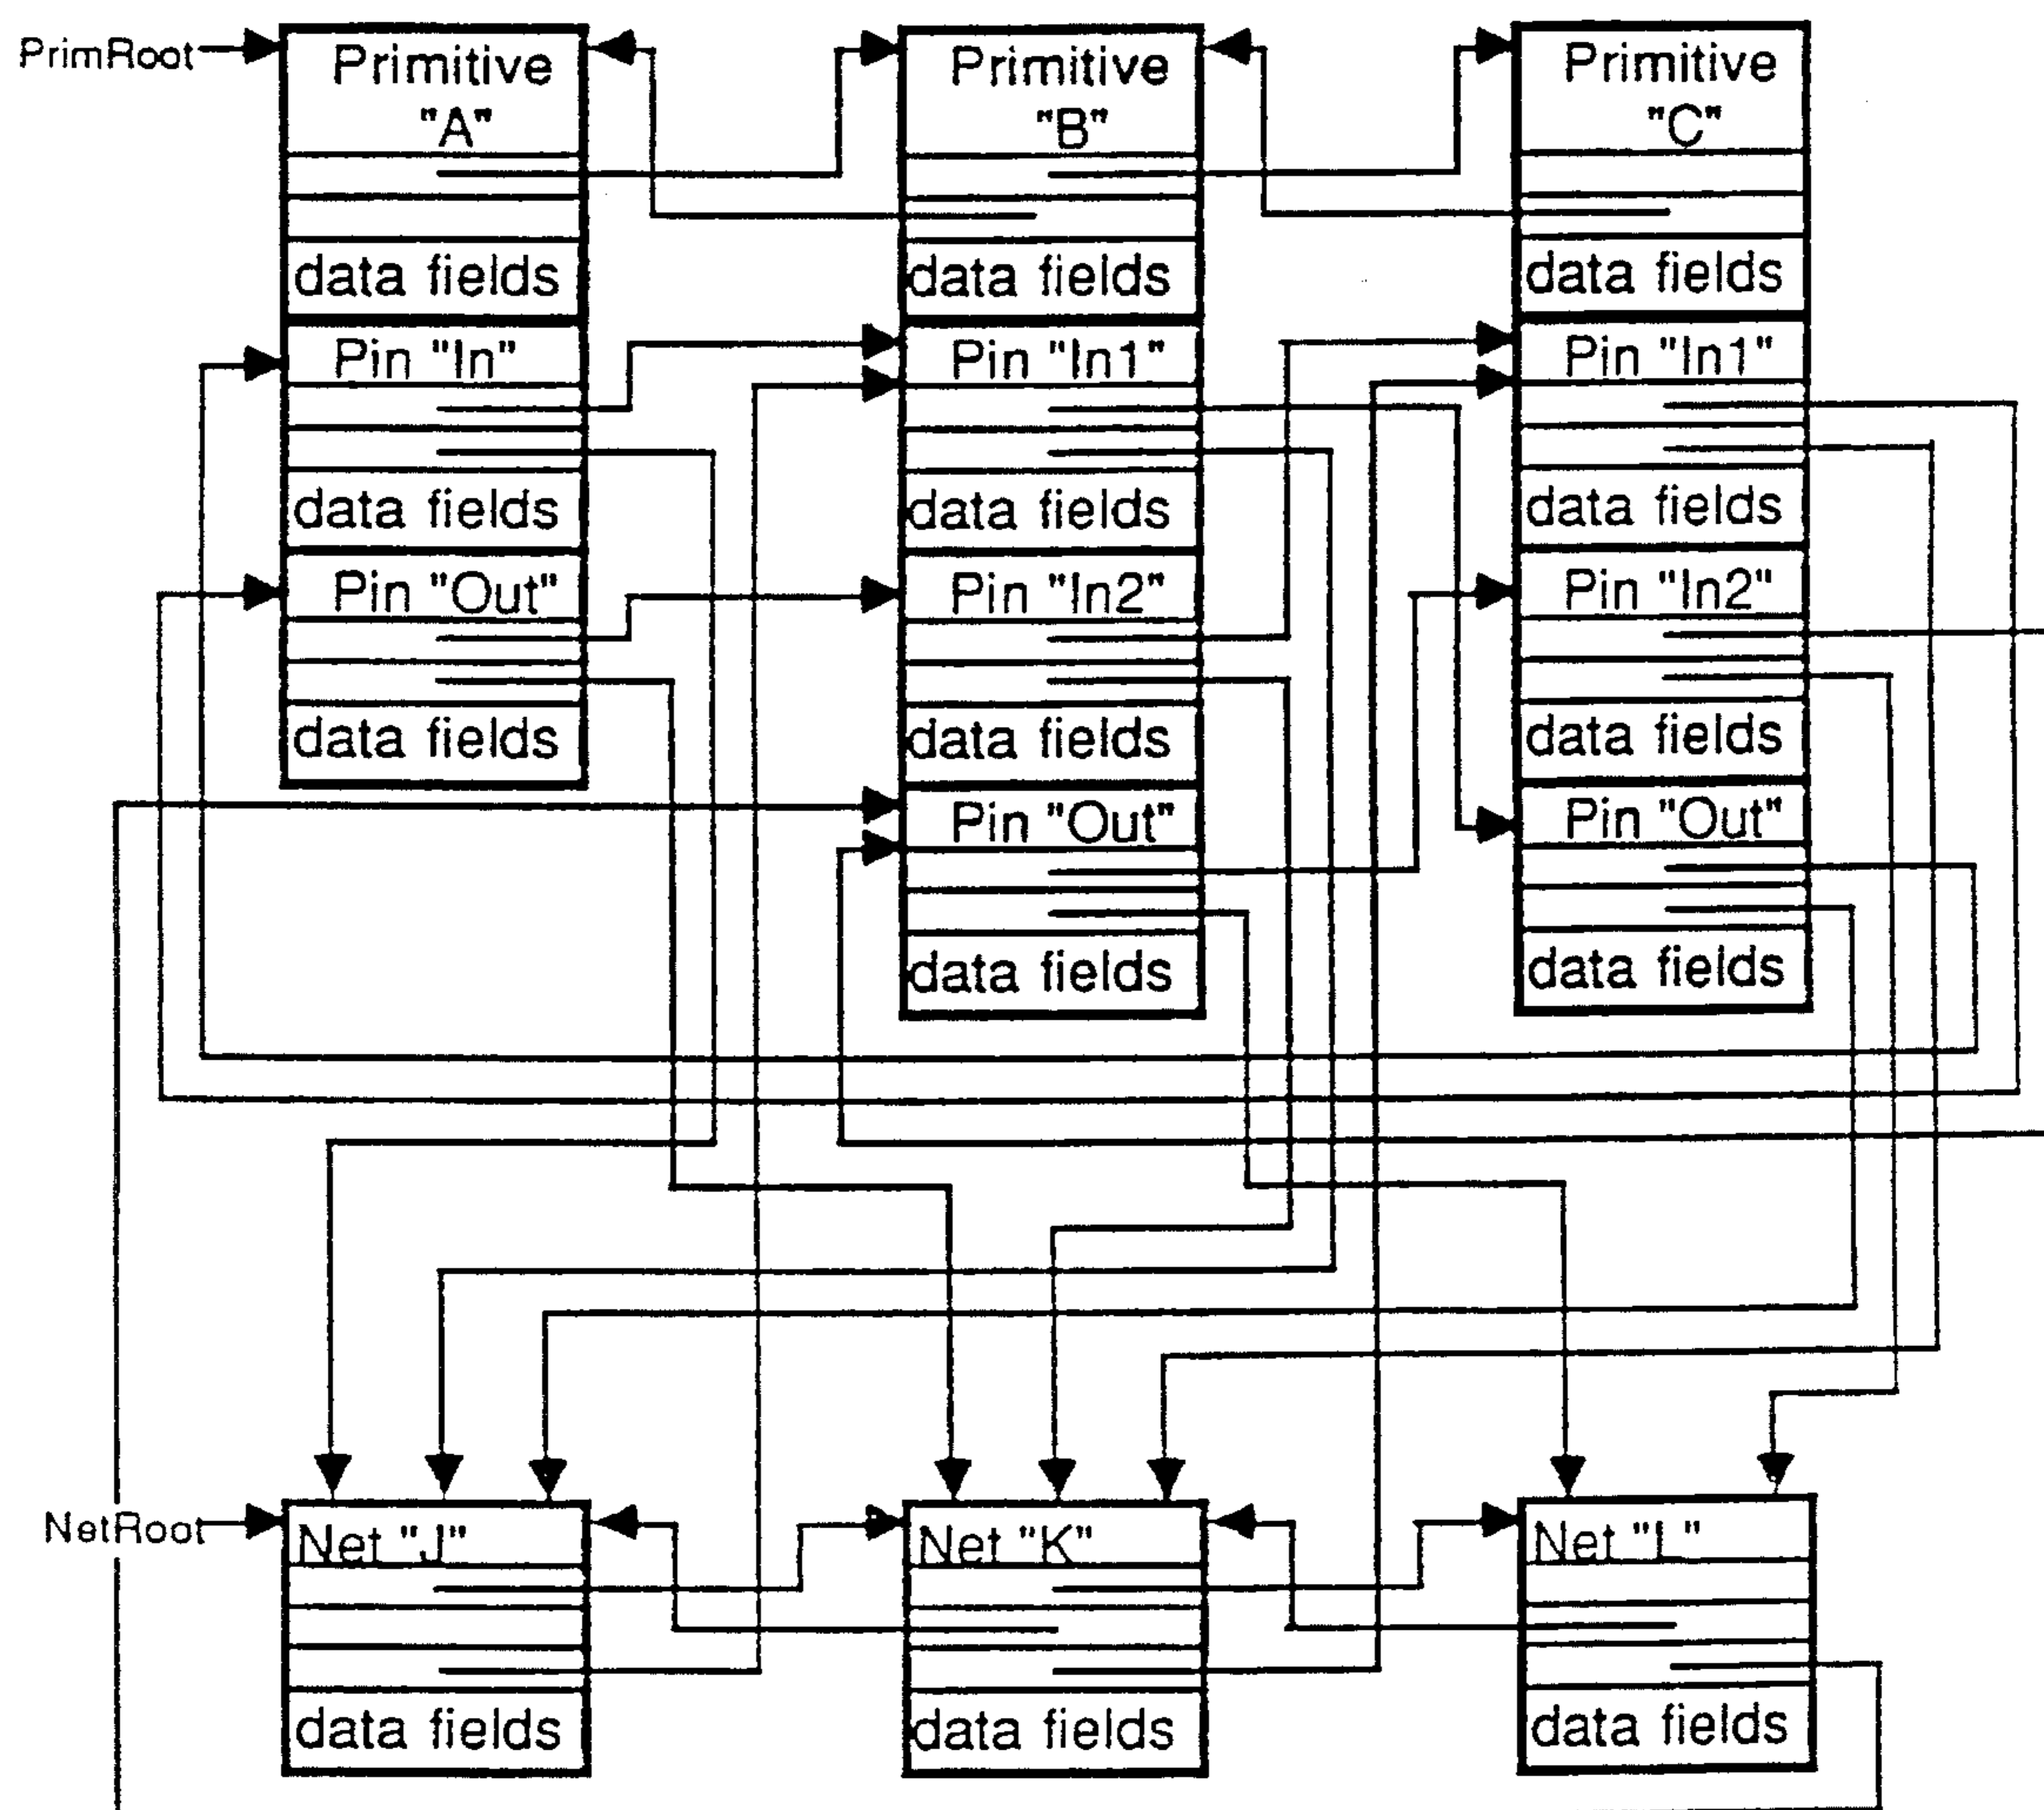 PrimRoot
Primitive
"A"
data fields
Pin "In"
data fields
Pin "Out"
data fields
Primitive
"B"
data fields
Pin "In1"
data fields
Pin "In2"
data fields
Pin "Out"
data fields
Primitive
"C"
data fields
Pin "In1"
data fields
Pin "In2"
data fields
Pin "Out"
data fields
NetRoot
Net "J"
data fields
Net "K"
data fields
Net "L"
data fields